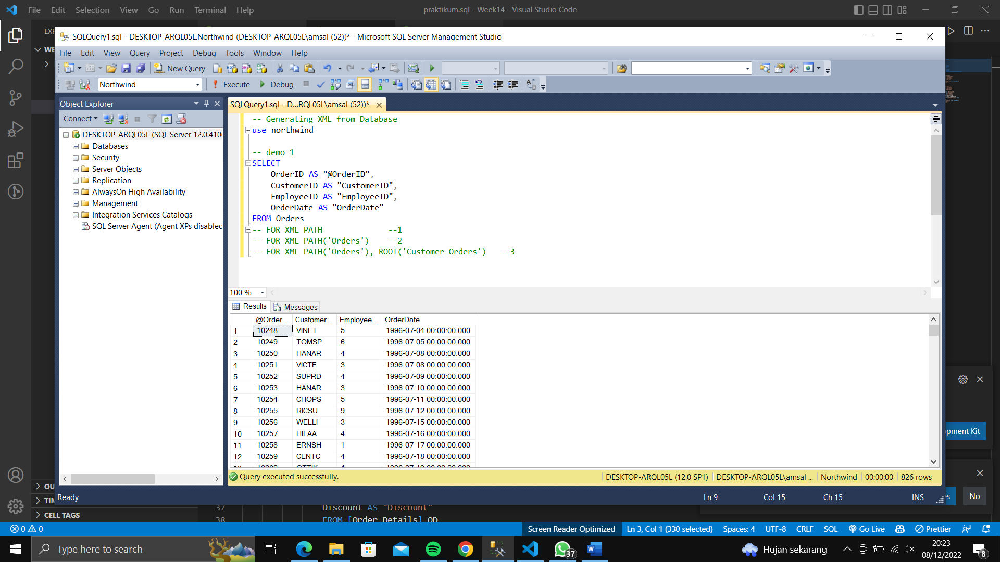 File Edit Selection View Go Run Terminal Help
praktikum.sql - Week14 - Visual Studio Code
SQLQuery1.sql - DESKTOP-ARQL05L.Northwind (DESKTOP-ARQL05L\amsal (52))* - Microsoft SQL Server Management Studio
File Edit View Query Project Debug Tools Window Help
New Query
Northwind
Execute Debug
Object Explorer
Connect
DESKTOP-ARQL05L (SQL Server 12.0.410
Databases
Security
Server Objects
Replication
AlwaysOn High Availability
Management
Integration Services Catalogs
SQL Server Agent (Agent XPs disabled
SQLQuery1.sql - D...RQL05L\amsal (52))*
-- Generating XML from Database
use northwind
-- demo 1
SELECT
OrderID AS "@OrderID",
CustomerID AS "CustomerID",
EmployeeID AS "EmployeeID",
OrderDate AS "OrderDate"
FROM Orders
-- FOR XML PATH --1
-- FOR XML PATH('Orders') --2
-- FOR XML PATH('Orders'), ROOT('Customer_Orders') --3
100 %
Results Messages
@Order... Customer... Employee... OrderDate
1 10248 VINET 5 1996-07-04 00:00:00.000
2 10249 TOMSP 6 1996-07-05 00:00:00.000
3 10250 HANAR 4 1996-07-08 00:00:00.000
4 10251 VICTE 3 1996-07-08 00:00:00.000
5 10252 SUPRD 4 1996-07-09 00:00:00.000
6 10253 HANAR 3 1996-07-10 00:00:00.000
7 10254 CHOPS 5 1996-07-11 00:00:00.000
8 10255 RICSU 9 1996-07-12 00:00:00.000
9 10256 WELLI 3 1996-07-15 00:00:00.000
10 10257 HILAA 4 1996-07-16 00:00:00.000
11 10258 ERNSH 1 1996-07-17 00:00:00.000
12 10259 CENTC 4 1996-07-18 00:00:00.000
Query executed successfully.
DESKTOP-ARQL05L (12.0 SP1) DESKTOP-ARQL05L\amsal ... Northwind 00:00:00 826 rows
Ready
Ln 9 Col 15 Ch 15 INS
pment Kit
No
37 Discount AS "Discount"
38 FROM [Order Details] OD
CELL TAGS
0 0
Screen Reader Optimized Ln 3, Col 1 (330 selected) Spaces: 4 UTF-8 CRLF SQL Go Live Prettier
Type here to search
37
Hujan sekarang
20:23
08/12/2022
8